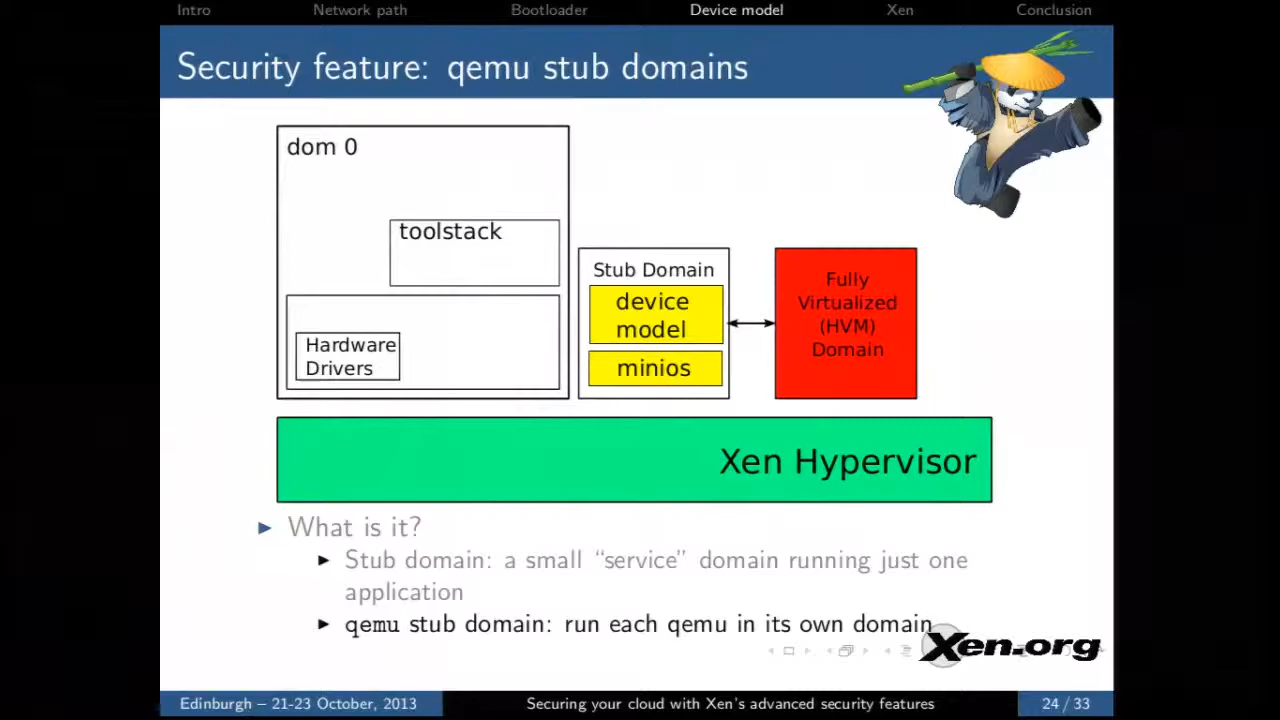 Intro Network path Bootloader Device model Xen Conclusion
Security feature: qemu stub domains
dom 0
toolstack
Hardware
Drivers
Stub Domain
device
model
minios
Fully
Virtualized
(HVM)
Domain
Xen Hypervisor
What is it?
Stub domain: a small “service” domain running just one
application
qemu stub domain: run each qemu in its own domain
Xen.org
Edinburgh – 21-23 October, 2013 Securing your cloud with Xen's advanced security features 24 / 33